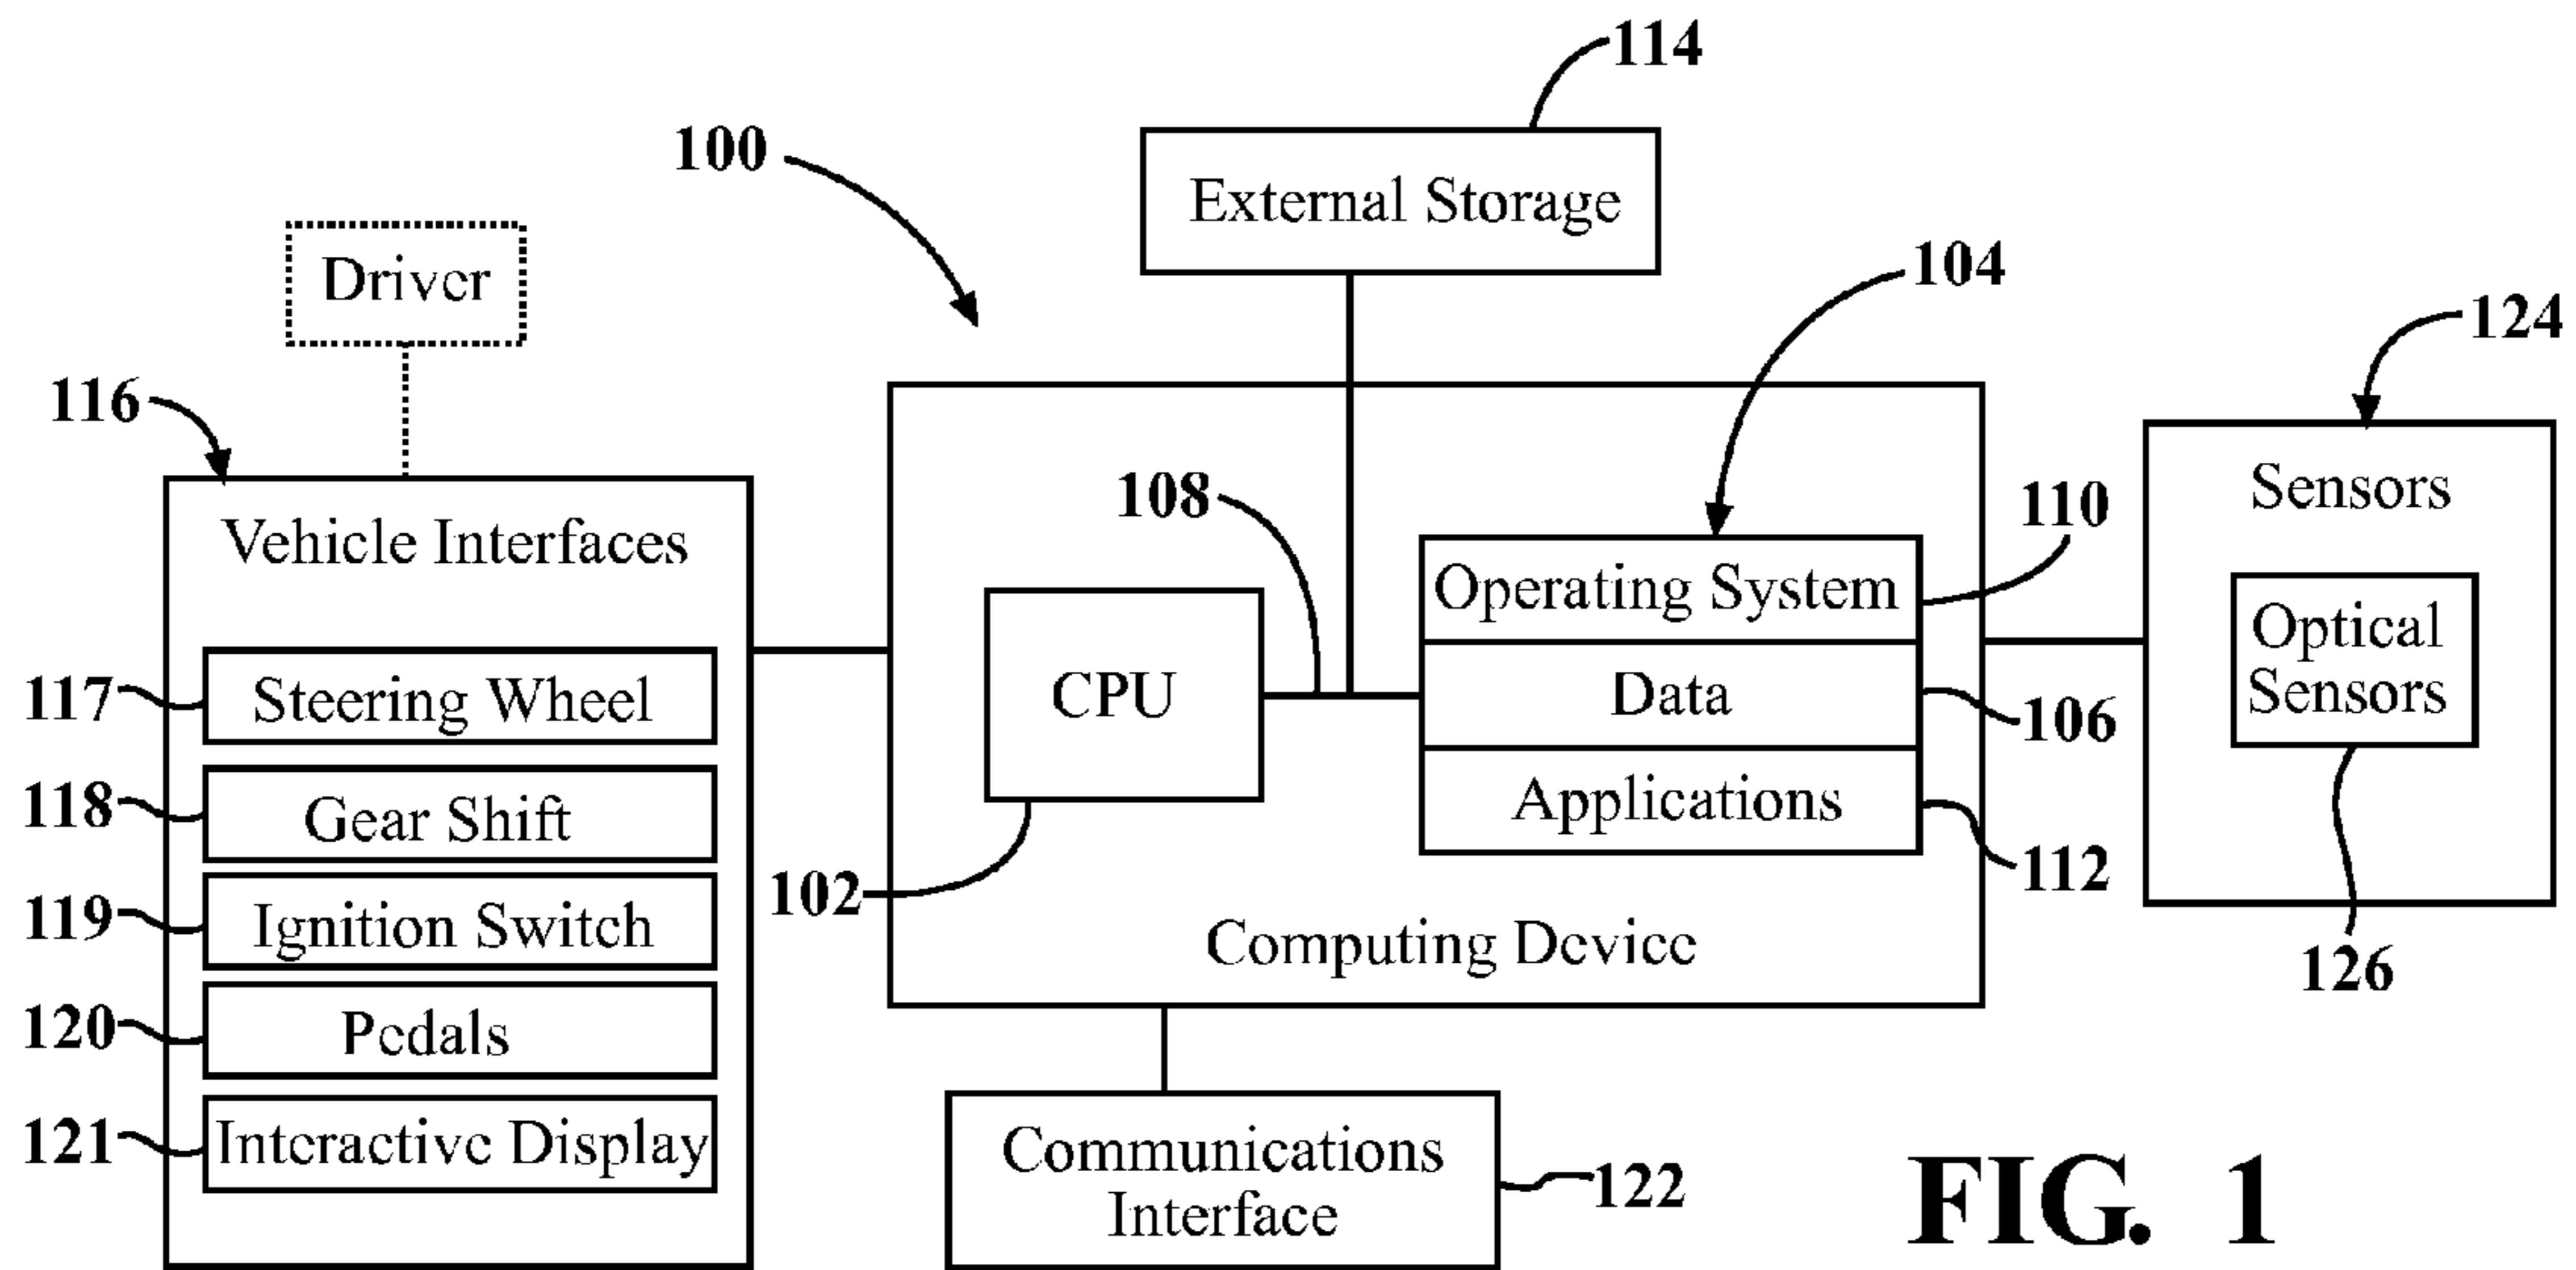 114
100
External Storage
104
Driver
124
116
Sensors
108
110
Vehicle Interfaces
Operating System
Optical
Sensors
CPU
Data
117
Steering Wheel
106
118
Gear Shift
Applications
112
102
119
Ignition Switch
Computing Device
126
120
Pedals
121
Interactive Display
Communications
Interface
122
FIG. 1